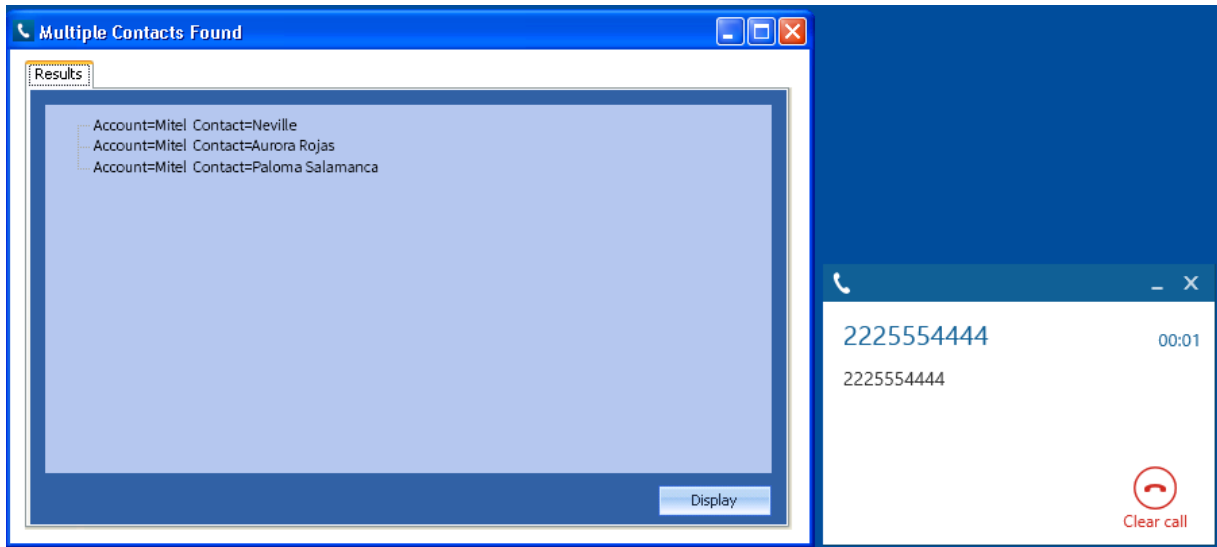 Multiple Contacts Found
Results
Account=Mitel Contact=Neville
Account=Mitel Contact=Aurora Rojas
Account=Mitel Contact=Paloma Salamanca
Display
2225554444 00:01
2225554444
Clear call